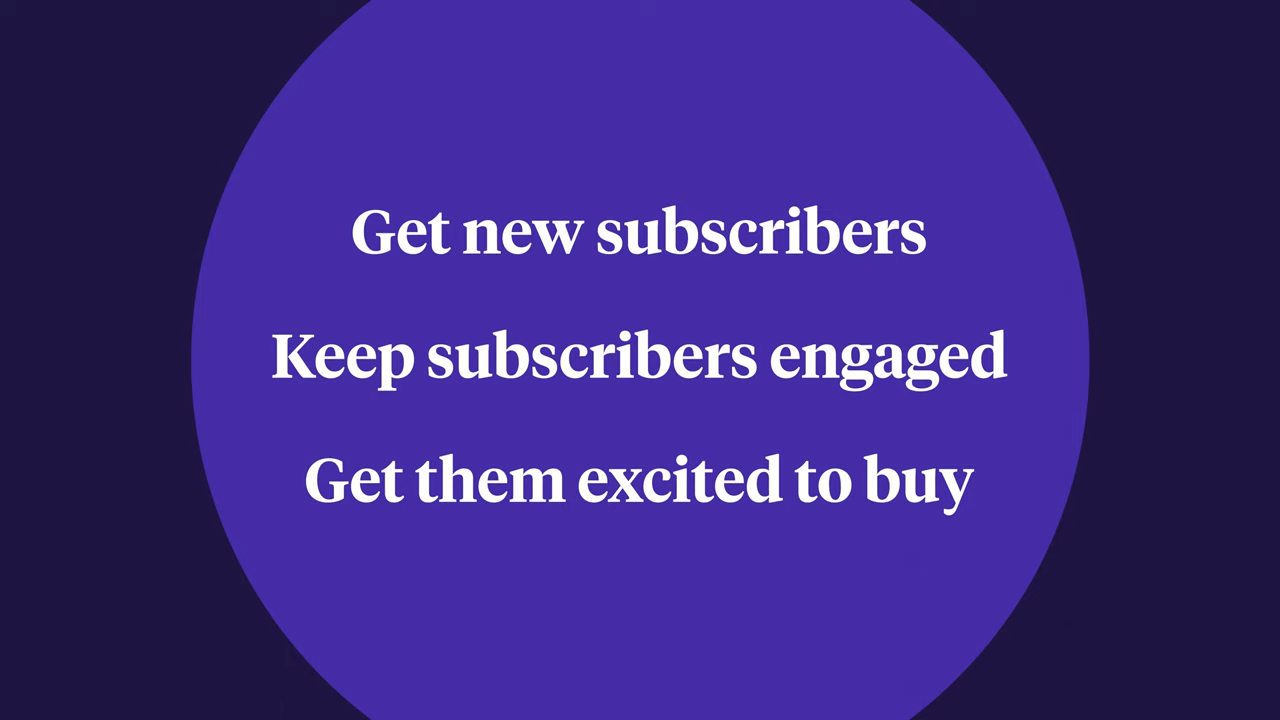 Get new subscribers
Keep subscribers engaged
Get them excited to buy